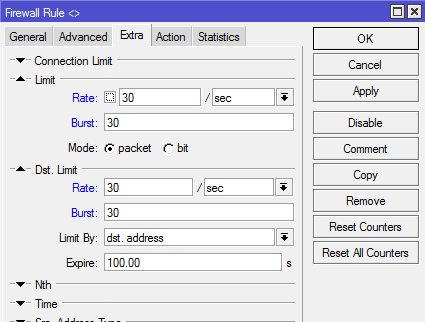 Firewall Rule <>
General Advanced Extra Action Statistics
Connection Limit
Limit
Rate: 30 / sec
Burst: 30
Mode: packet bit
Dst. Limit
Rate: 30 / sec
Burst: 30
Limit By: dst. address
Expire: 100.00 s
Nth
Time
Src. Address Type
OK
Cancel
Apply
Disable
Comment
Copy
Remove
Reset Counters
Reset All Counters